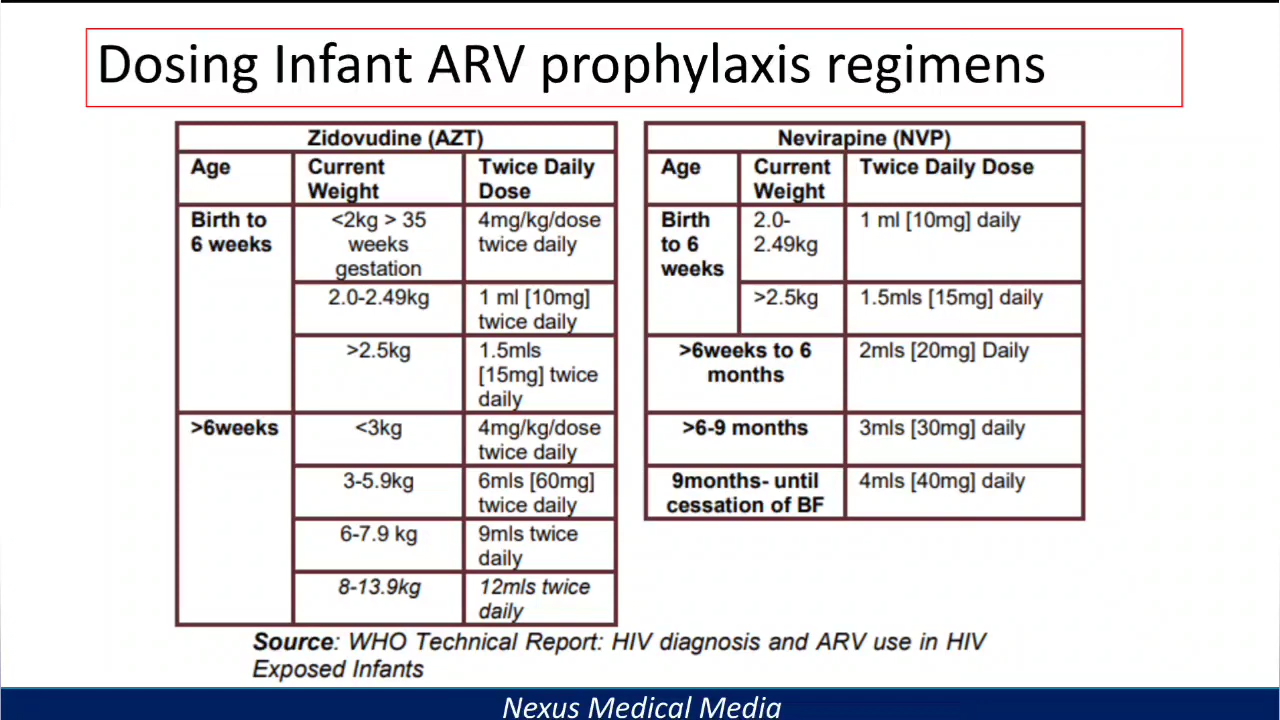 Dosing Infant ARV prophylaxis regimens
Zidovudine (AZT)
Age
Current
Weight
Twice Daily
Dose
Birth to
6 weeks
<2kg > 35
weeks
gestation
4mg/kg/dose
twice daily
2.0-2.49kg
1 ml [10mg]
twice daily
>2.5kg
1.5mls
[15mg] twice
daily
>6weeks
<3kg
4mg/kg/dose
twice daily
3-5.9kg
6mls [60mg]
twice daily
6-7.9 kg
9mls twice
daily
8-13.9kg
12mls twice
daily
Nevirapine (NVP)
Age
Current
Weight
Twice Daily Dose
Birth
to 6
weeks
2.0-
2.49kg
1 ml [10mg] daily
>2.5kg
1.5mls [15mg] daily
>6weeks to 6
months
2mls [20mg] Daily
>6-9 months
3mls [30mg] daily
9months- until
cessation of BF
4mls [40mg] daily
Source: WHO Technical Report: HIV diagnosis and ARV use in HIV
Exposed Infants
Nexus Medical Media